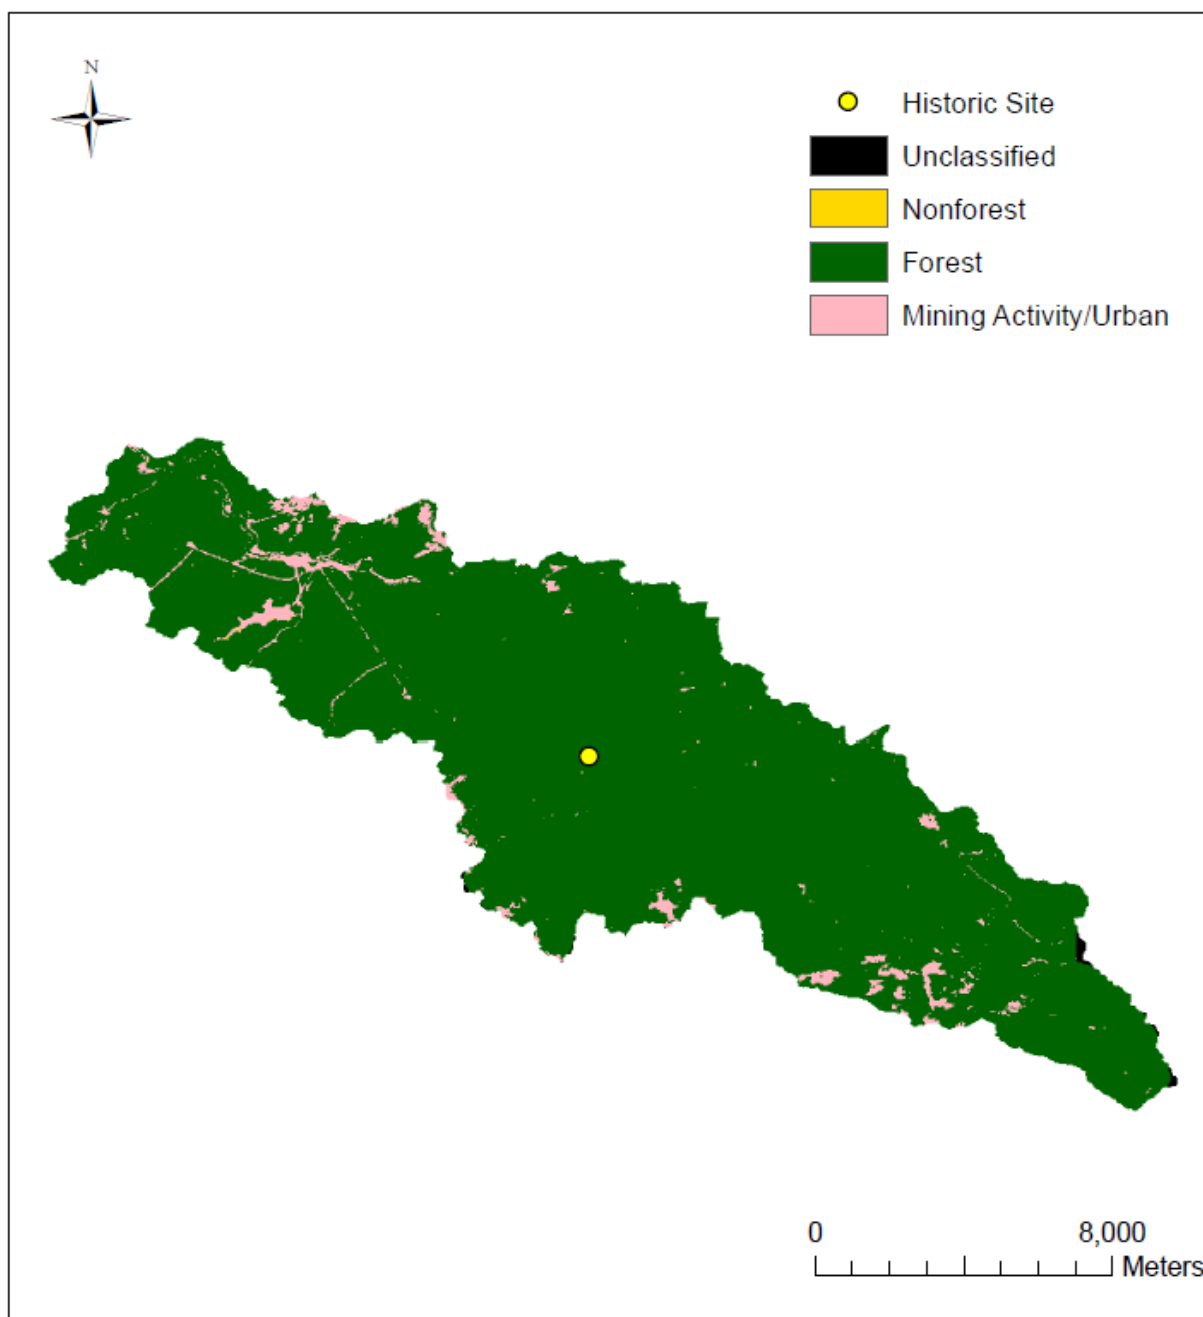 N
Historic Site
Unclassified
Nonforest
Forest
Mining Activity/Urban
0 8,000
Meters